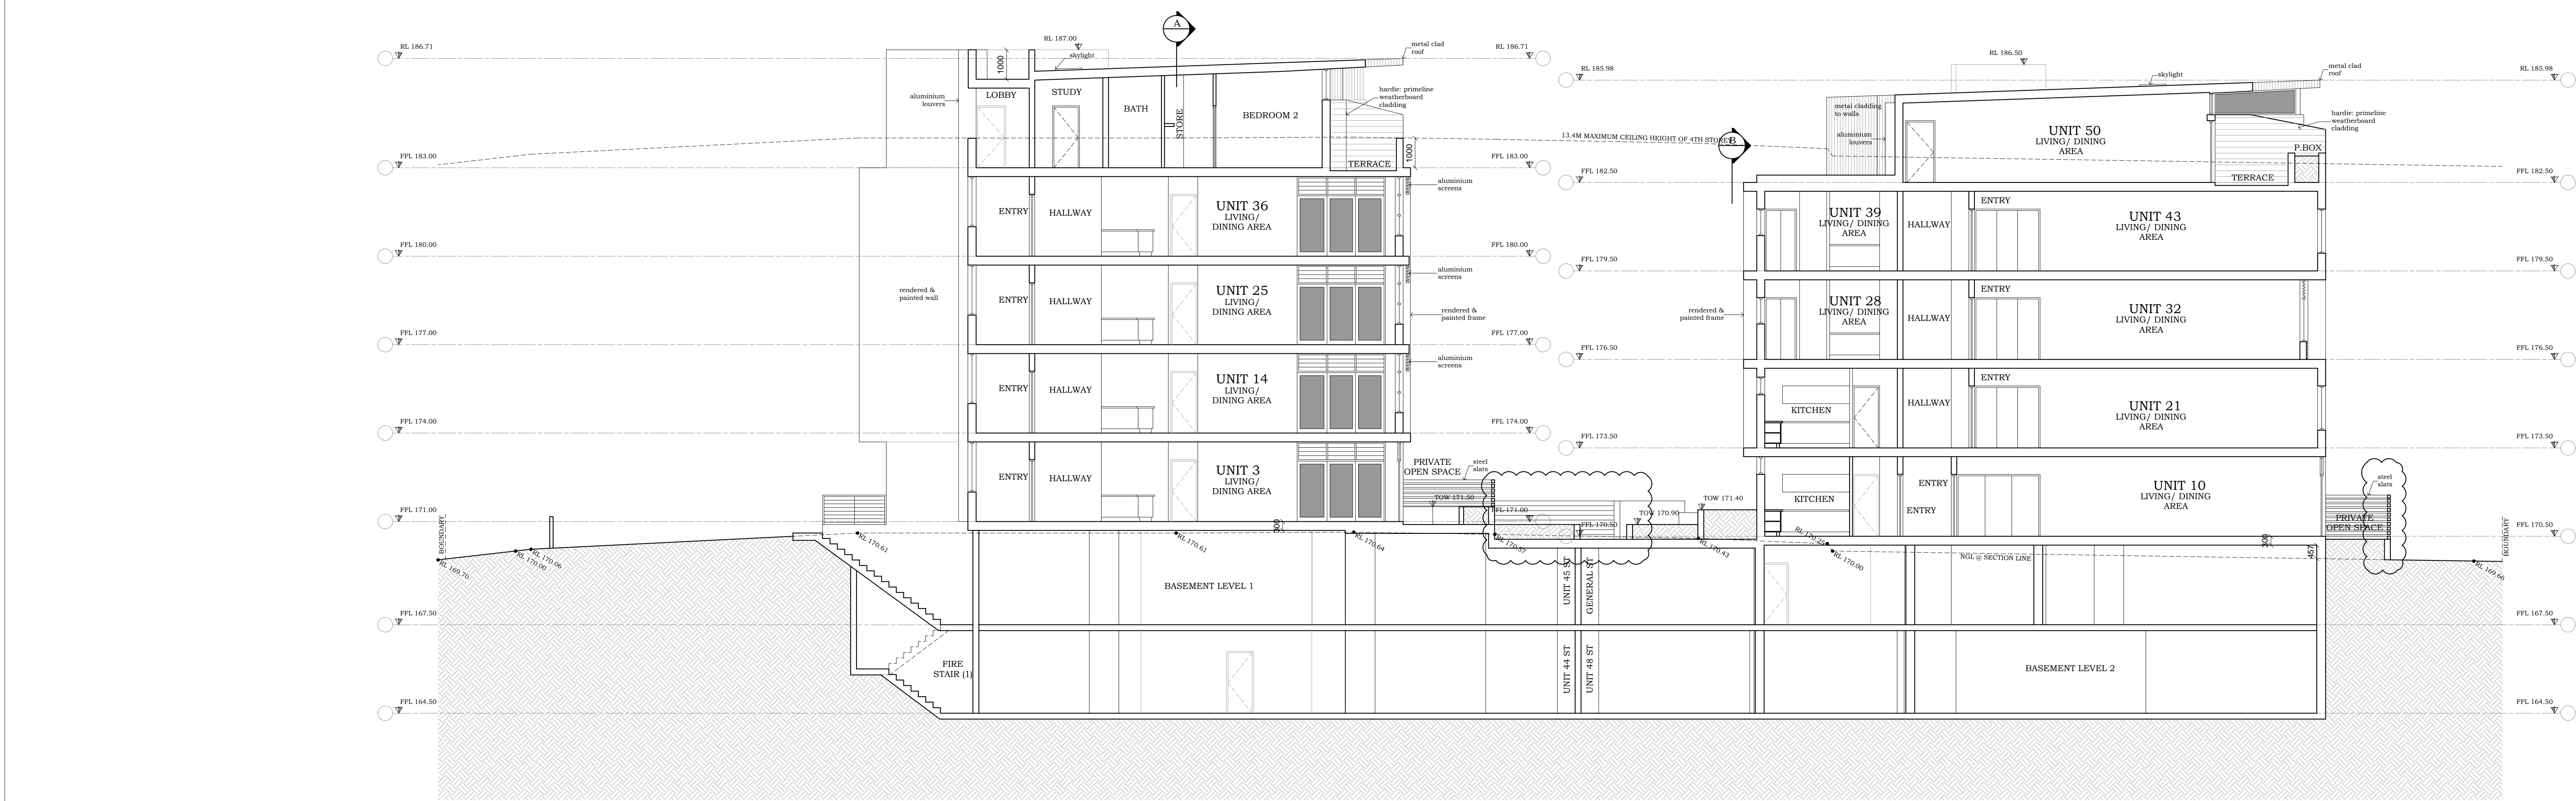 A
RL 186.71
RL 187.00
skylight
metal clad
roof
RL 186.71
RL 185.98
RL 186.50
skylight
metal clad
roof
RL 185.98
1000
aluminium
louvers
LOBBY
STUDY
BATH
STORE
BEDROOM 2
hardie: primeline
weatherboard
cladding
metal cladding
to walls
aluminium
louvers
UNIT 50
LIVING/ DINING
AREA
hardie: primeline
weatherboard
cladding
13.4M MAXIMUM CEILING HEIGHT OF 4TH STOREY
B
P.BOX
TERRACE
1000
TERRACE
FFL 183.00
FFL 183.00
FFL 182.50
FFL 182.50
aluminium
screens
ENTRY
HALLWAY
UNIT 36
LIVING/
DINING AREA
UNIT 39
LIVING/ DINING
AREA
HALLWAY
ENTRY
UNIT 43
LIVING/ DINING
AREA
FFL 180.00
FFL 180.00
FFL 179.50
FFL 179.50
aluminium
screens
rendered &
painted wall
ENTRY
HALLWAY
UNIT 25
LIVING/
DINING AREA
rendered &
painted frame
rendered &
painted frame
UNIT 28
LIVING/ DINING
AREA
HALLWAY
ENTRY
UNIT 32
LIVING/ DINING
AREA
FFL 177.00
FFL 177.00
FFL 176.50
FFL 176.50
aluminium
screens
ENTRY
HALLWAY
UNIT 14
LIVING/
DINING AREA
KITCHEN
HALLWAY
ENTRY
UNIT 21
LIVING/ DINING
AREA
FFL 174.00
FFL 174.00
FFL 173.50
FFL 173.50
ENTRY
HALLWAY
UNIT 3
LIVING/
DINING AREA
PRIVATE
OPEN SPACE
steel
slats
TOW 171.50
TOW 170.90
TOW 171.40
KITCHEN
ENTRY
ENTRY
UNIT 10
LIVING/ DINING
AREA
steel
slats
PRIVATE
OPEN SPACE
FFL 171.00
FFL 171.00
FFL 170.50
FFL 170.50
BOUNDARY
BOUNDARY
300
300
457
RL 169.70
RL 170.00
RL 170.06
RL 170.61
RL 170.61
RL 170.64
RL 170.57
RL 170.43
RL 170.25
RL 170.00
NGL @ SECTION LINE
RL 169.66
BASEMENT LEVEL 1
UNIT 45 ST
GENERAL ST
FFL 167.50
FFL 167.50
FIRE
STAIR (1)
UNIT 44 ST
UNIT 48 ST
BASEMENT LEVEL 2
FFL 164.50
FFL 164.50